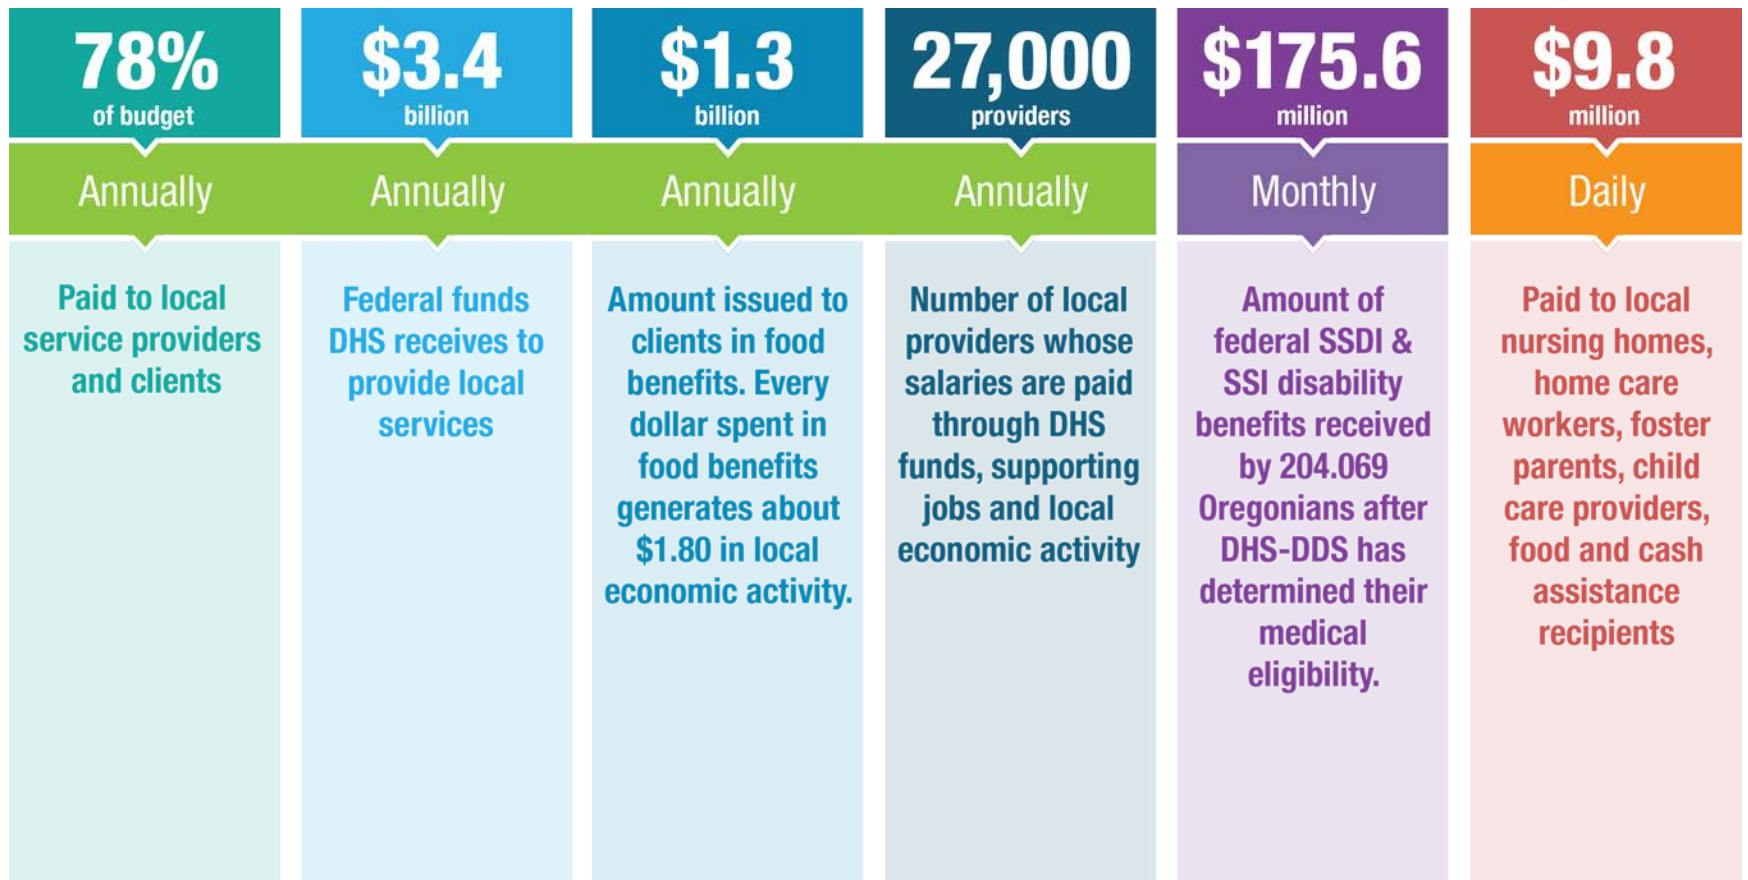 78%
of budget
Annually
Paid to local
service providers
and clients
$3.4
billion
Annually
Federal funds
DHS receives to
provide local
services
$1.3
billion
Annually
Amount issued to
clients in food
benefits. Every
dollar spent in
food benefits
generates about
$1.80 in local
economic activity.
27,000
providers
Annually
Number of local
providers whose
salaries are paid
through DHS
funds, supporting
jobs and local
economic activity
$175.6
million
Monthly
Amount of
federal SSDI &
SSI disability
benefits received
by 204.069
Oregonians after
DHS-DDS has
determined their
medical
eligibility.
$9.8
million
Daily
Paid to local
nursing homes,
home care
workers, foster
parents, child
care providers,
food and cash
assistance
recipients